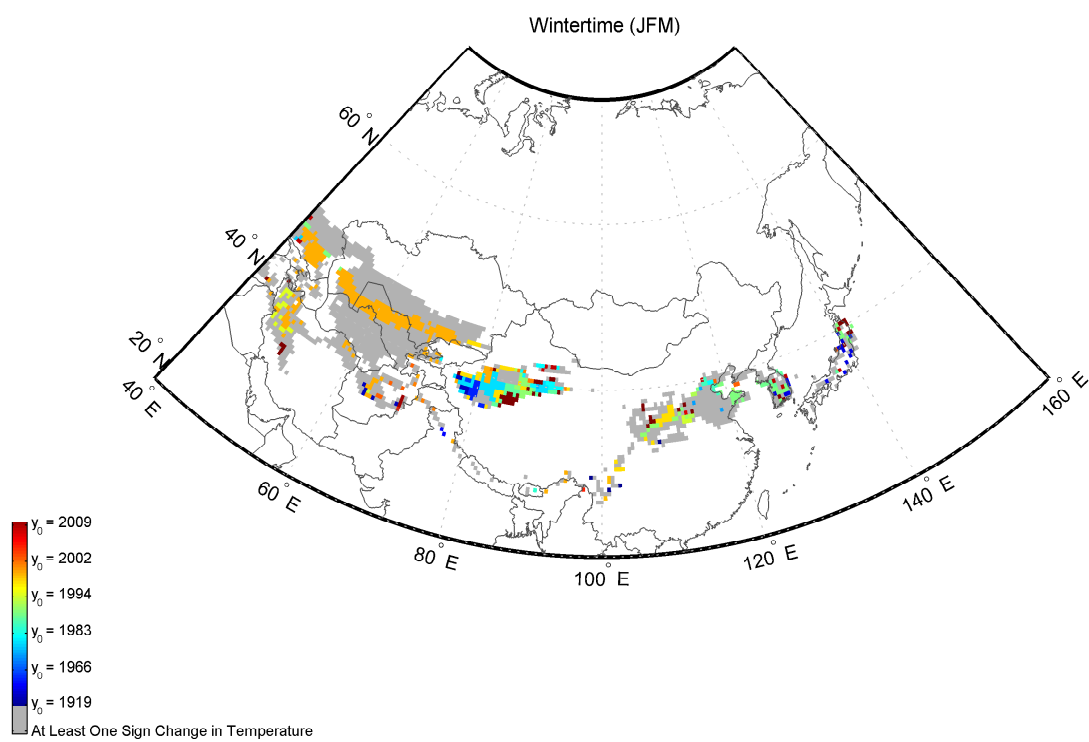 Wintertime (JFM)
60 °N
40 °N
20 °N
40 °E
60 °E
80 °E
100 °E
120 °E
140 °E
160 °E
y0 = 2009
y0 = 2002
y0 = 1994
y0 = 1983
y0 = 1966
y0 = 1919
At Least One Sign Change in Temperature